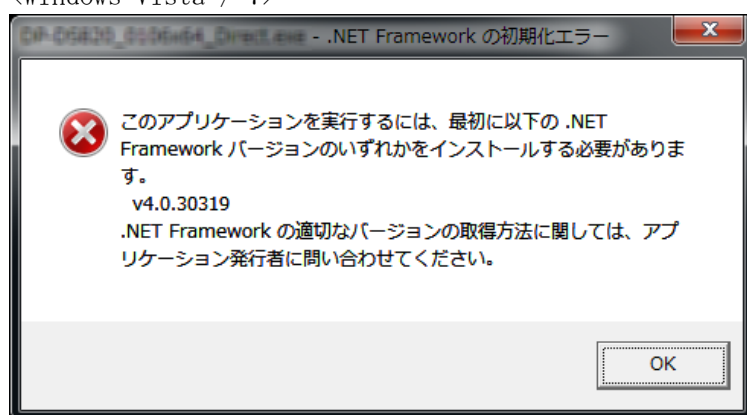 DP-D5820_0106x64_Direct.exe - .NET Framework の初期化エラー
このアプリケーションを実行するには、最初に以下の .NET
Framework バージョンのいずれかをインストールする必要がありま
す。
v4.0.30319
.NET Framework の適切なバージョンの取得方法に関しては、アプ
リケーション発行者に問い合わせてください。
OK